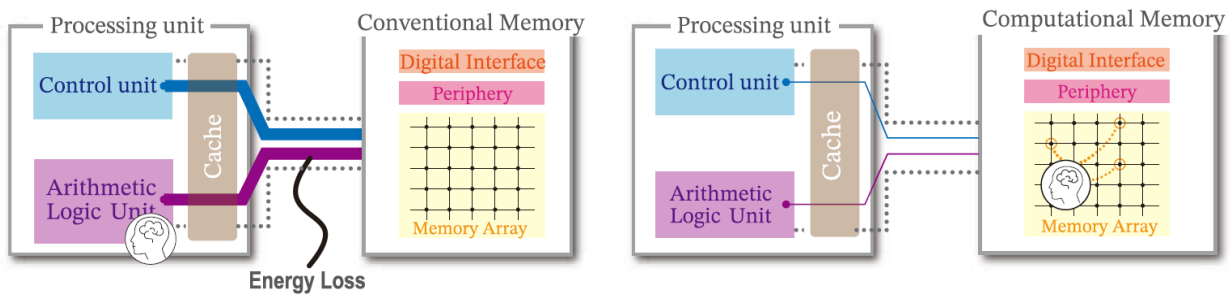 Processing unit
Control unit
Cache
Arithmetic
Logic Unit
Energy Loss
Conventional Memory
Digital Interface
Periphery
Memory Array
Processing unit
Control unit
Cache
Arithmetic
Logic Unit
Computational Memory
Digital Interface
Periphery
Memory Array